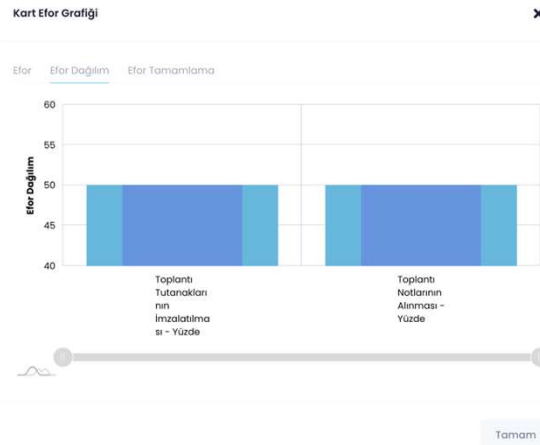 Kart Efor Grafiği
Efor Efor Dağılım Efor Tamamlama
60
55
50
45
40
Efor Dağılım
Toplantı
Tutanakları
nın
İmzalatılma
sı - Yüzde
Toplantı
Notlarının
Alınması -
Yüzde
Tamam